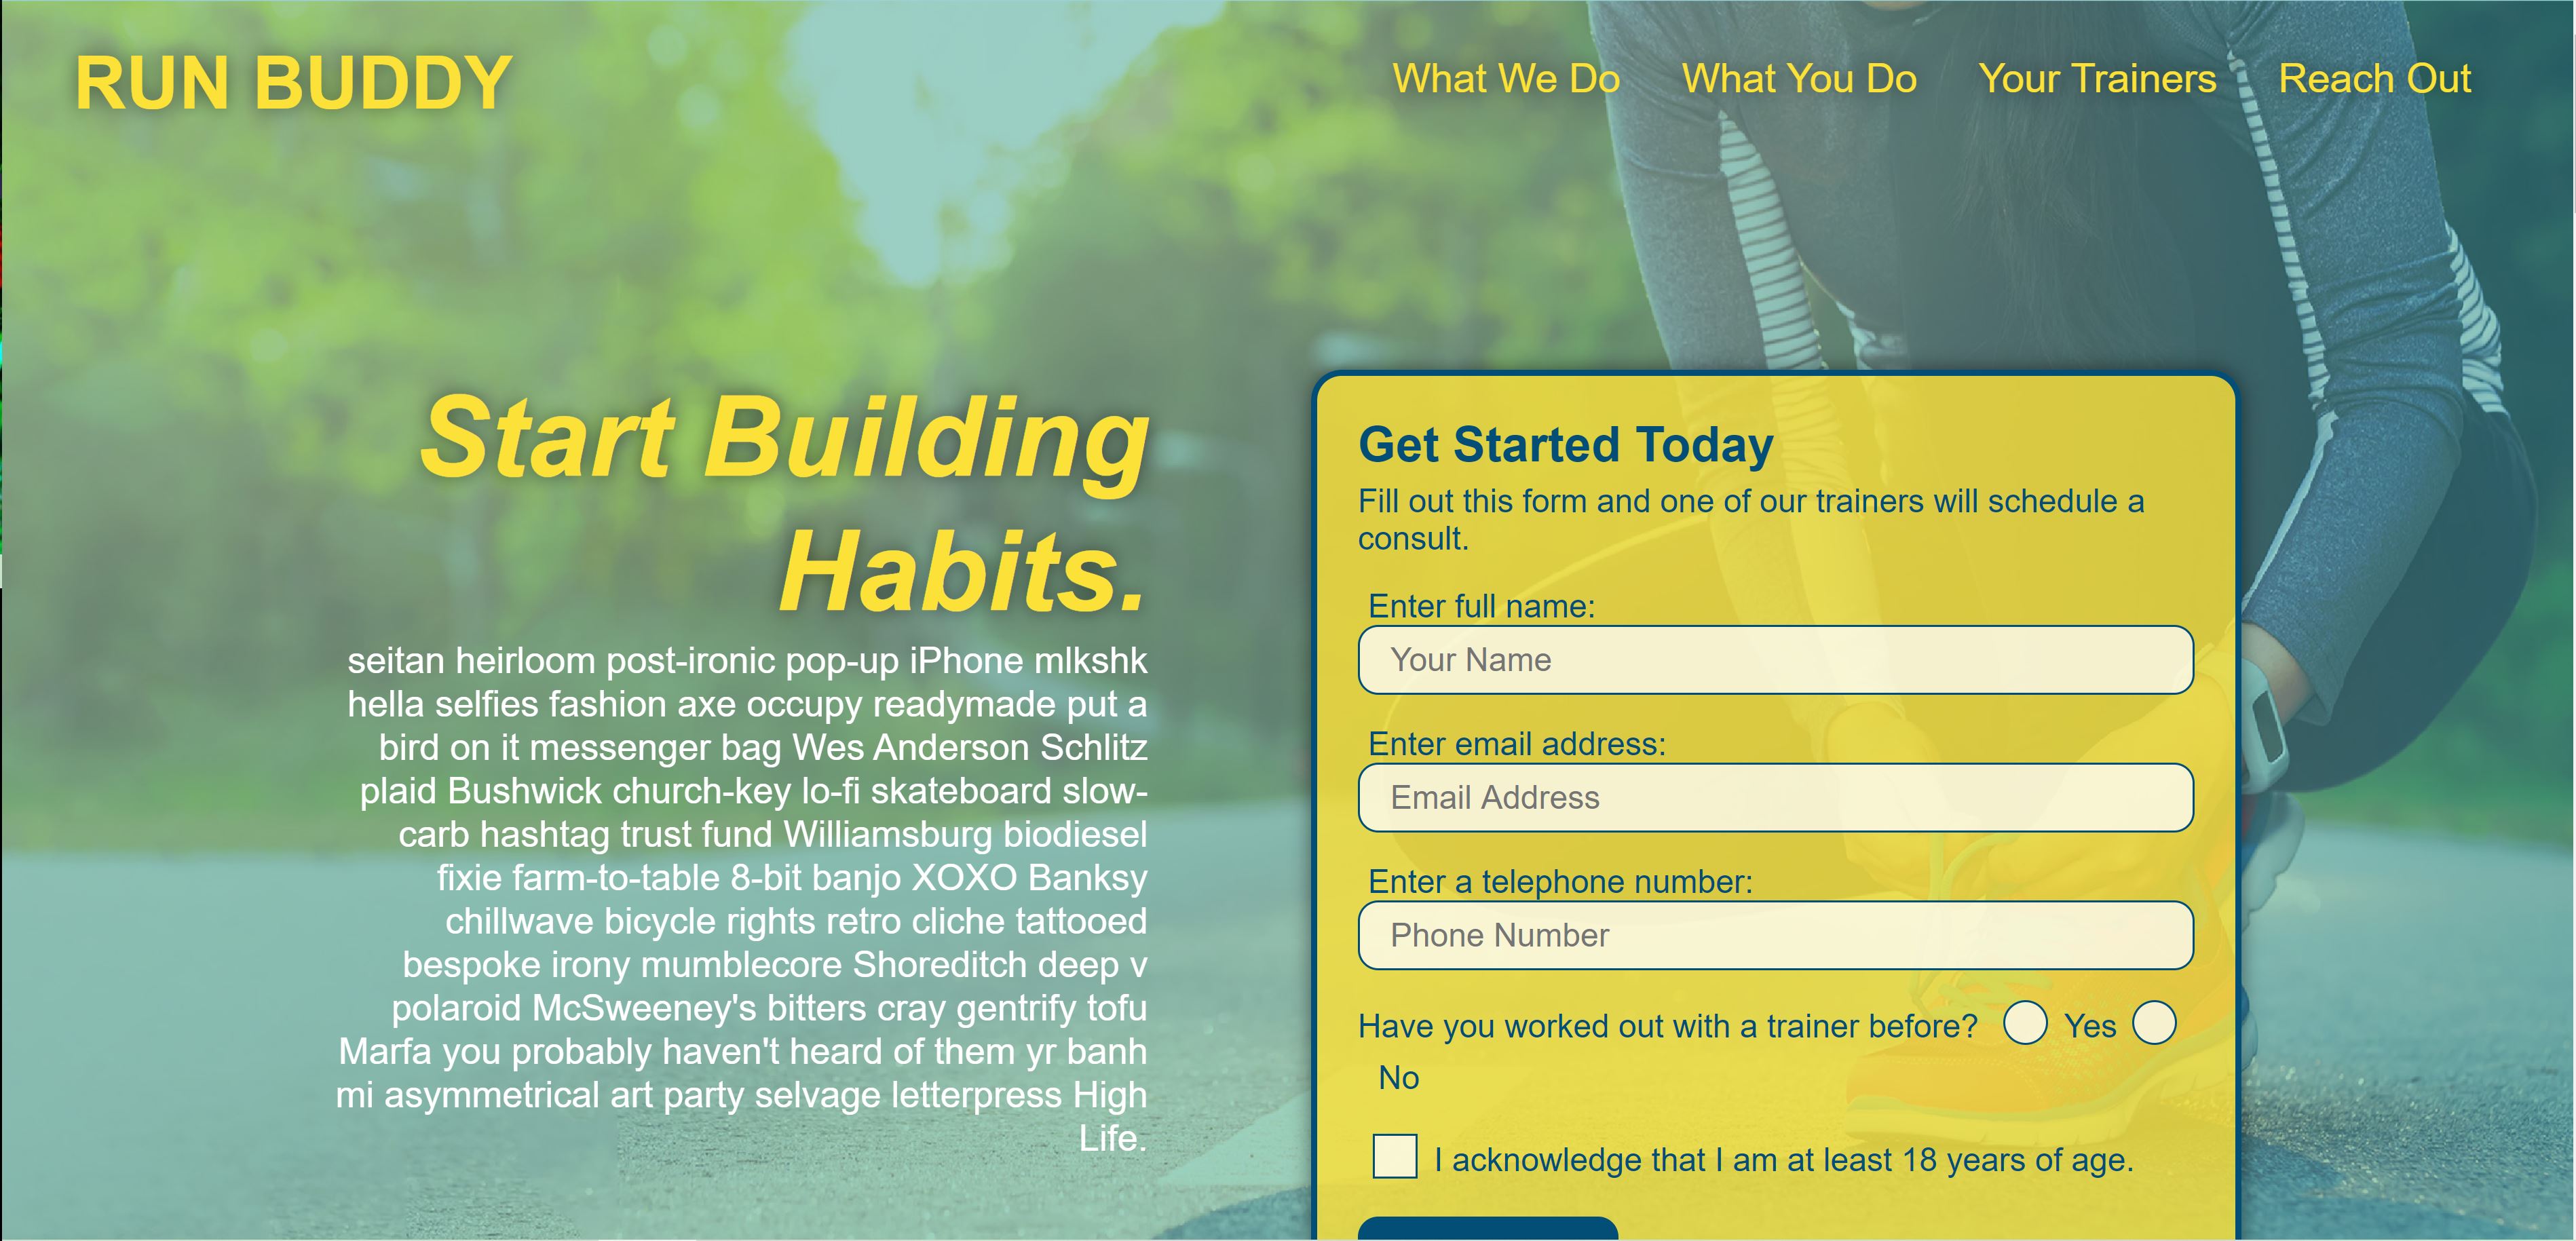 RUN BUDDY
What We Do What You Do Your Trainers Reach Out
Start Building
Habits.
seitan heirloom post-ironic pop-up iPhone mlkshk
hella selfies fashion axe occupy readymade put a
bird on it messenger bag Wes Anderson Schlitz
plaid Bushwick church-key lo-fi skateboard slow-
carb hashtag trust fund Williamsburg biodiesel
fixie farm-to-table 8-bit banjo XOXO Banksy
chillwave bicycle rights retro cliche tattooed
bespoke irony mumblecore Shoreditch deep v
polaroid McSweeney's bitters cray gentrify tofu
Marfa you probably haven't heard of them yr banh
mi asymmetrical art party selvage letterpress High
Life.
Get Started Today
Fill out this form and one of our trainers will schedule a
consult.
Enter full name:
Your Name
Enter email address:
Email Address
Enter a telephone number:
Phone Number
Have you worked out with a trainer before? Yes
No
I acknowledge that I am at least 18 years of age.